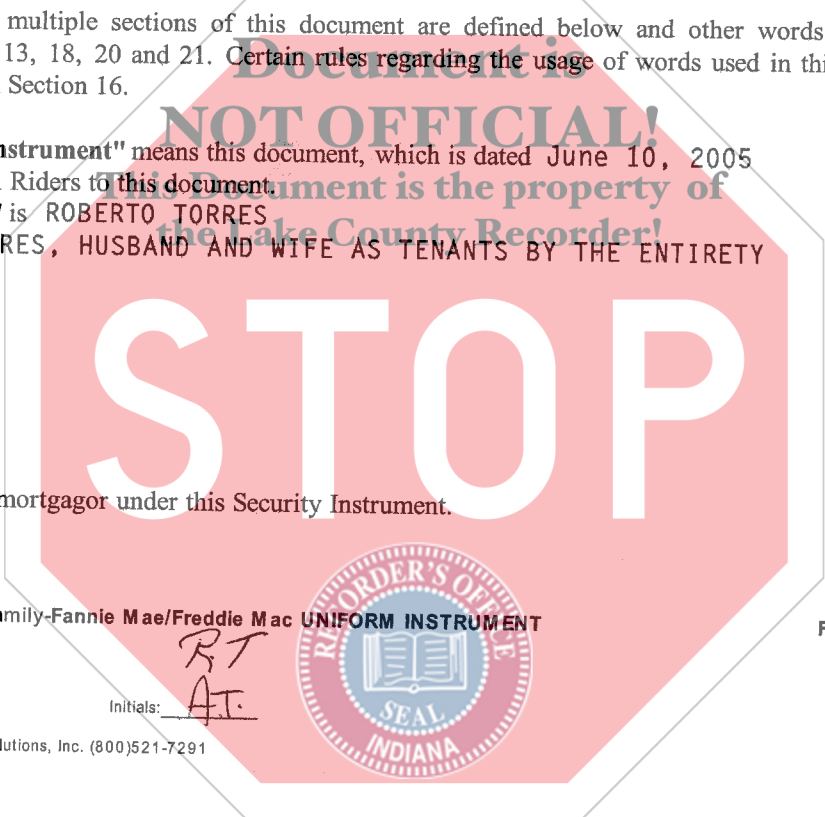 multiple sections of this document are defined below and other words
13, 18, 20 and 21. Certain rules regarding the usage of words used in thi
Section 16.
Document is
NOT OFFICIAL!
This Document is the property of
the Lake County Recorder!
nstrument" means this document, which is dated June 10, 2005
Riders to this document.
is ROBERTO TORRES
RES, HUSBAND AND WIFE AS TENANTS BY THE ENTIRETY
STOP
mortgagor under this Security Instrument.
mily-Fannie Mae/Freddie Mac UNIFORM INSTRUMENT
RECORDER'S OFFICE
SEAL
INDIANA
RT
Initials: A.T.
lutions, Inc. (800)521-7291